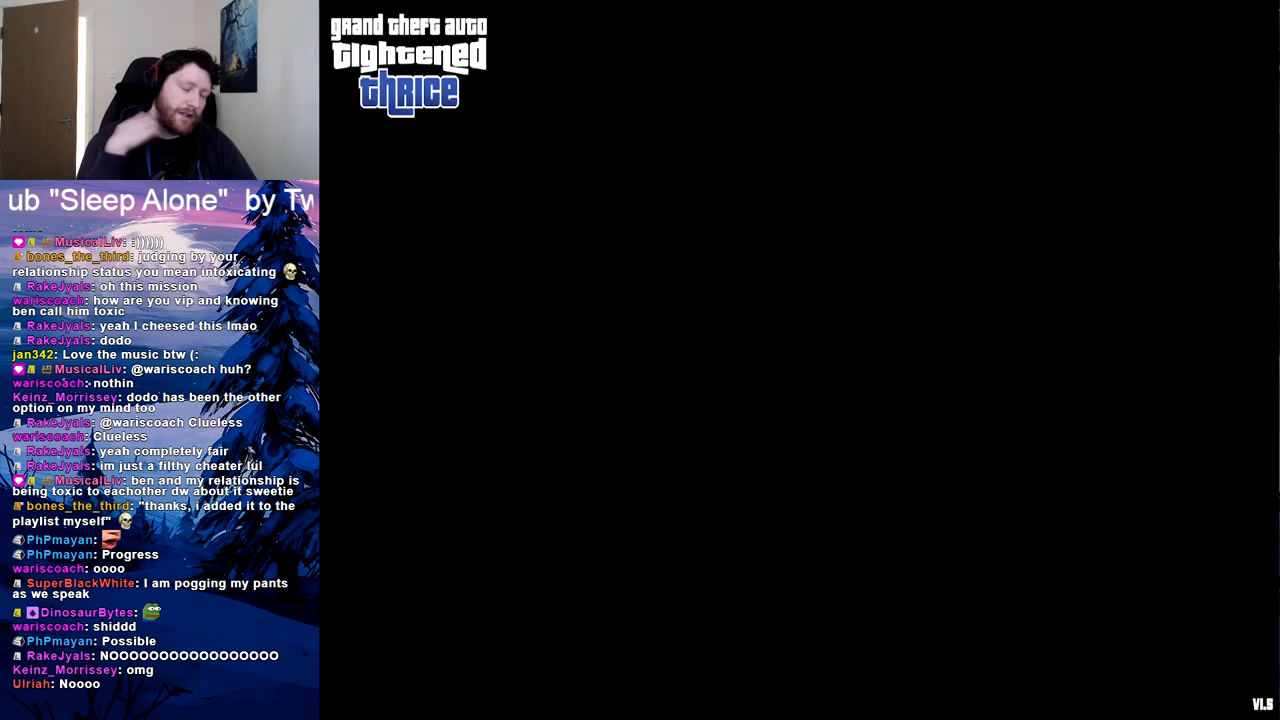 grand theft auto
tightened
thrice
ub "Sleep Alone" by Tw
MusicalLiv: :))))))
bones_the_third: judging by your
relationship status you mean intoxicating
RakeJyals: oh this mission
wariscoach: how are you vip and knowing
ben call him toxic
RakeJyals: yeah I cheesed this lmao
RakeJyals: dodo
jan342: Love the music btw (:
MusicalLiv: @wariscoach huh?
wariscoach: nothin
Keinz_Morrissey: dodo has been the other
option on my mind too
RakeJyals: @wariscoach Clueless
wariscoach: Clueless
RakeJyals: yeah completely fair
RakeJyals: im just a filthy cheater lul
MusicalLiv: ben and my relationship is
being toxic to eachother dw about it sweetie
bones_the_third: "thanks, i added it to the
playlist myself"
PhPmayan:
PhPmayan: Progress
wariscoach: oooo
SuperBlackWhite: I am pogging my pants
as we speak
DinosaurBytes:
wariscoach: shiddd
PhPmayan: Possible
RakeJyals: NOOOOOOOOOOOOOOOOO
Keinz_Morrissey: omg
Ulriah: Noooo
V1.5